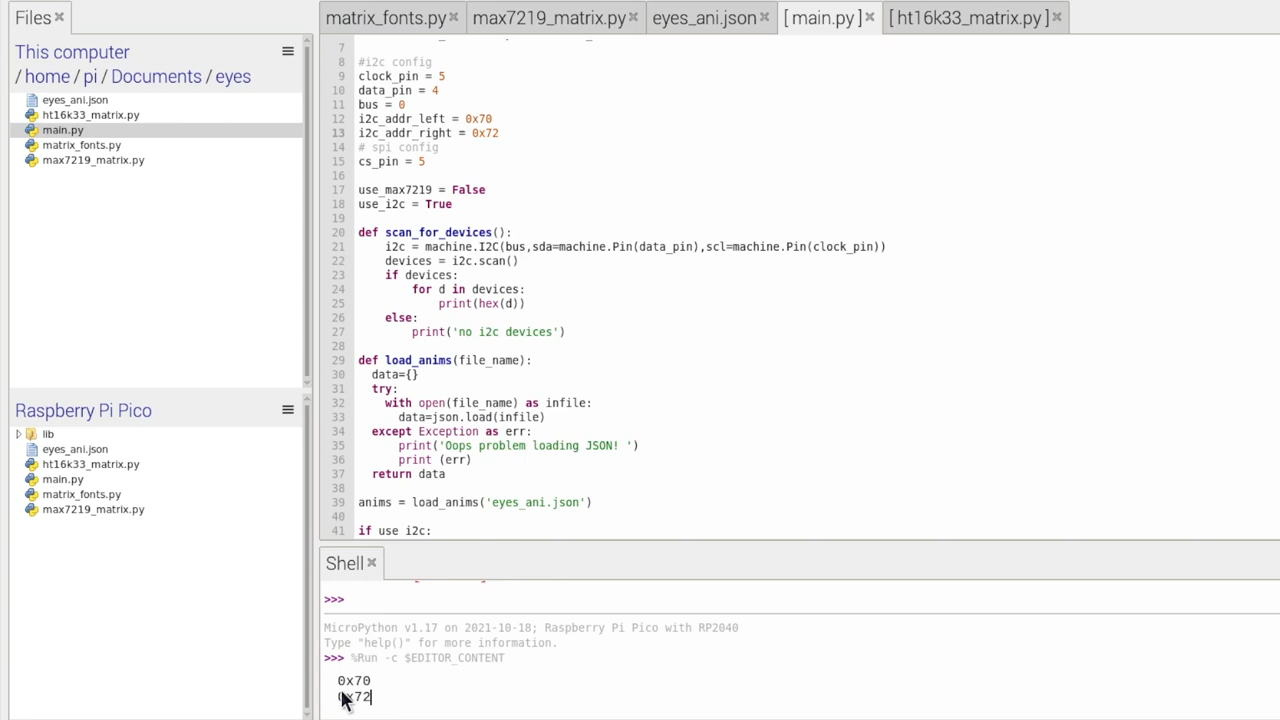 Files
This computer
/ home / pi / Documents / eyes
eyes_ani.json
ht16k33_matrix.py
main.py
matrix_fonts.py
max7219_matrix.py
Raspberry Pi Pico
lib
eyes_ani.json
ht16k33_matrix.py
main.py
matrix_fonts.py
max7219_matrix.py
matrix_fonts.py max7219_matrix.py eyes_ani.json [ main.py ] [ ht16k33_matrix.py ]
7
8 #i2c config
9 clock_pin = 5
10 data_pin = 4
11 bus = 0
12 i2c_addr_left = 0x70
13 i2c_addr_right = 0x72
14 # spi config
15 cs_pin = 5
16
17 use_max7219 = False
18 use_i2c = True
19
20 def scan_for_devices():
21 i2c = machine.I2C(bus,sda=machine.Pin(data_pin),scl=machine.Pin(clock_pin))
22 devices = i2c.scan()
23 if devices:
24 for d in devices:
25 print(hex(d))
26 else:
27 print('no i2c devices')
28
29 def load_anims(file_name):
30 data={}
31 try:
32 with open(file_name) as infile:
33 data=json.load(infile)
34 except Exception as err:
35 print('Oops problem loading JSON! ')
36 print (err)
37 return data
38
39 anims = load_anims('eyes_ani.json')
40
41 if use i2c:
Shell
>>>
MicroPython v1.17 on 2021-10-18; Raspberry Pi Pico with RP2040
Type "help()" for more information.
>>> %Run -c $EDITOR_CONTENT
0x70
0x72